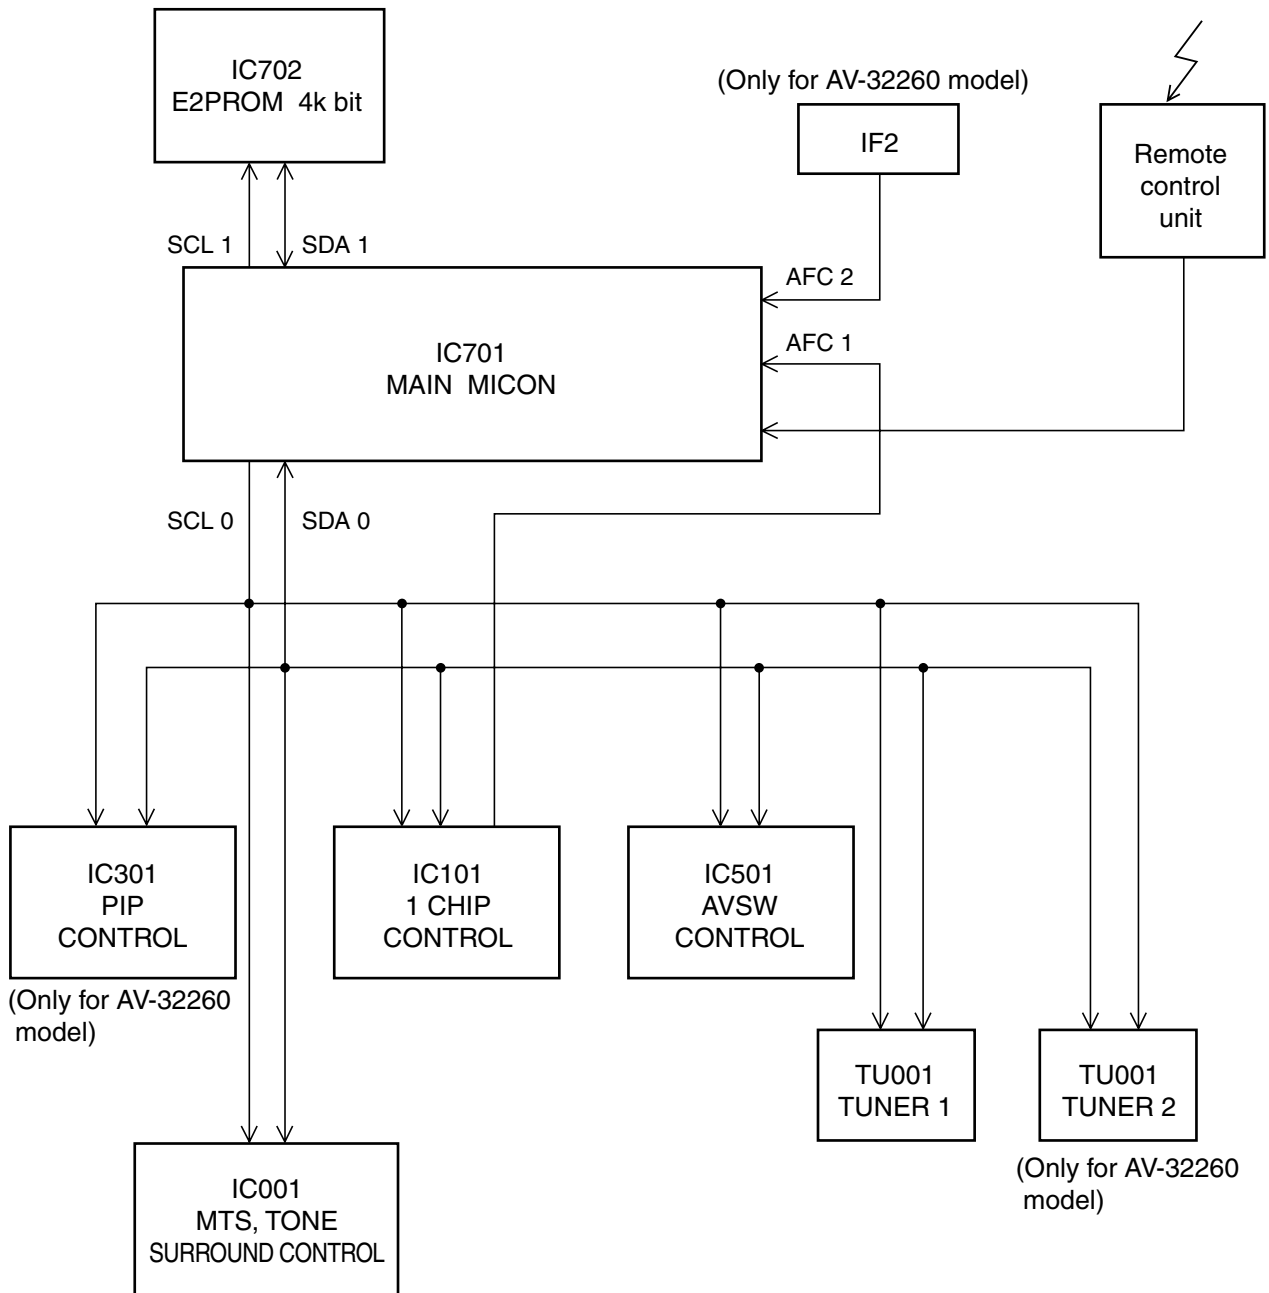 IC702
E2PROM 4k bit
(Only for AV-32260 model)
IF2
Remote
control
unit
SCL 1
SDA 1
AFC 2
IC701
MAIN MICON
AFC 1
SCL 0
SDA 0
IC301
PIP
CONTROL
(Only for AV-32260
model)
IC101
1 CHIP
CONTROL
IC501
AVSW
CONTROL
TU001
TUNER 1
TU001
TUNER 2
(Only for AV-32260
model)
IC001
MTS, TONE
SURROUND CONTROL